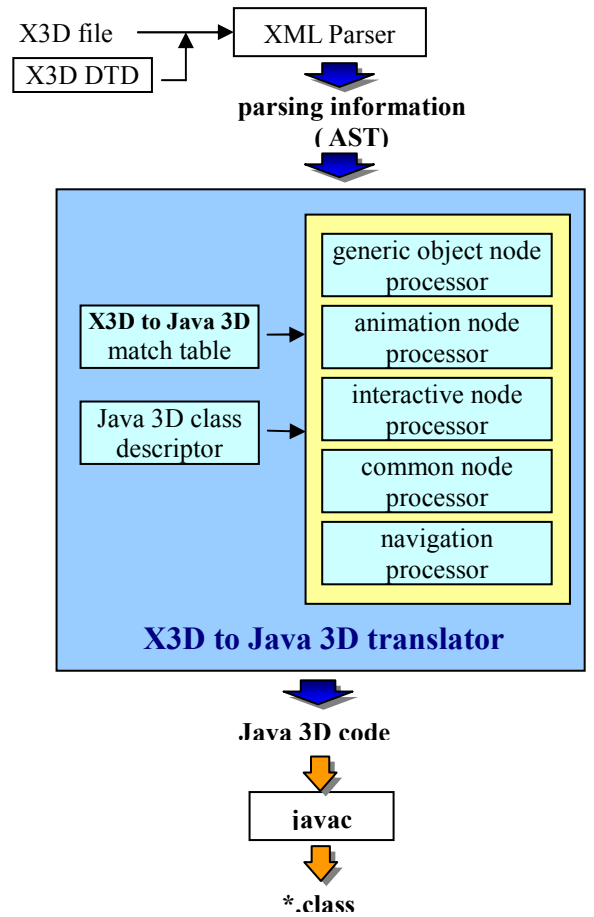 X3D file
XML Parser
X3D DTD
parsing information
( AST)
generic object node
processor
X3D to Java 3D
match table
animation node
processor
Java 3D class
descriptor
interactive node
processor
common node
processor
navigation
processor
X3D to Java 3D translator
Java 3D code
javac
*.class